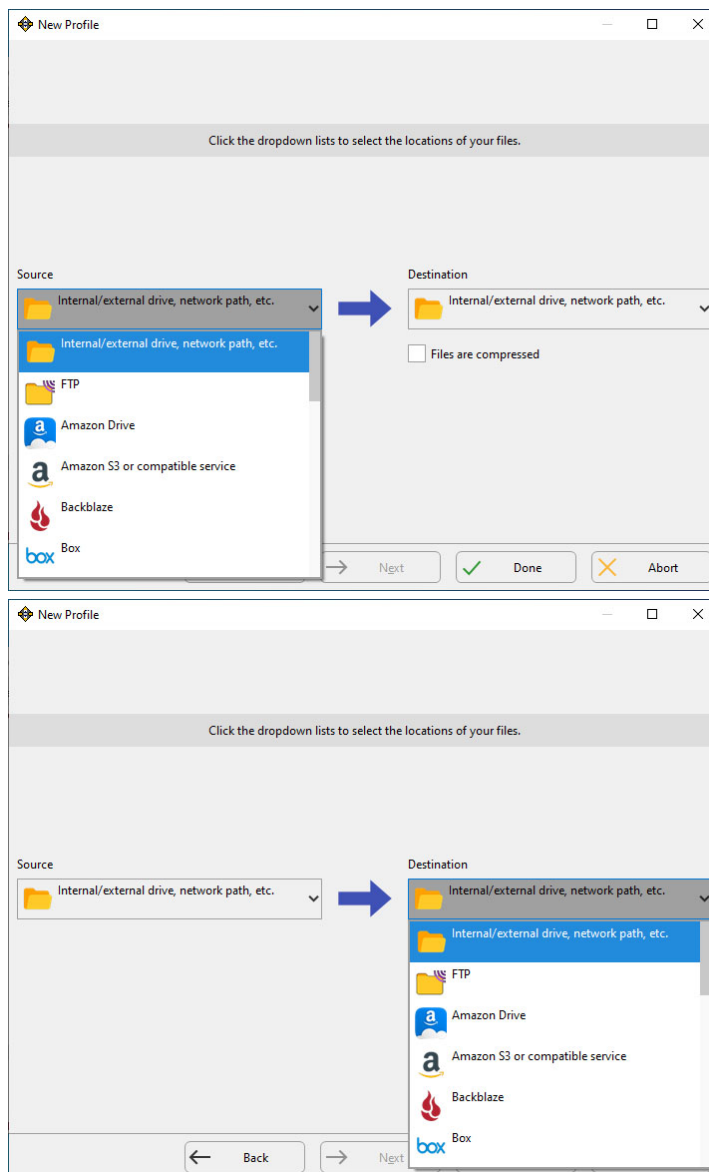 New Profile
Click the dropdown lists to select the locations of your files.
Source
Destination
Internal/external drive, network path, etc.
Internal/external drive, network path, etc.
Internal/external drive, network path, etc.
Files are compressed
FTP
Amazon Drive
Amazon S3 or compatible service
Backblaze
box Box
Next
Done
Abort
New Profile
Click the dropdown lists to select the locations of your files.
Source
Destination
Internal/external drive, network path, etc.
Internal/external drive, network path, etc.
Internal/external drive, network path, etc.
FTP
Amazon Drive
Amazon S3 or compatible service
Backblaze
box Box
Back
Next